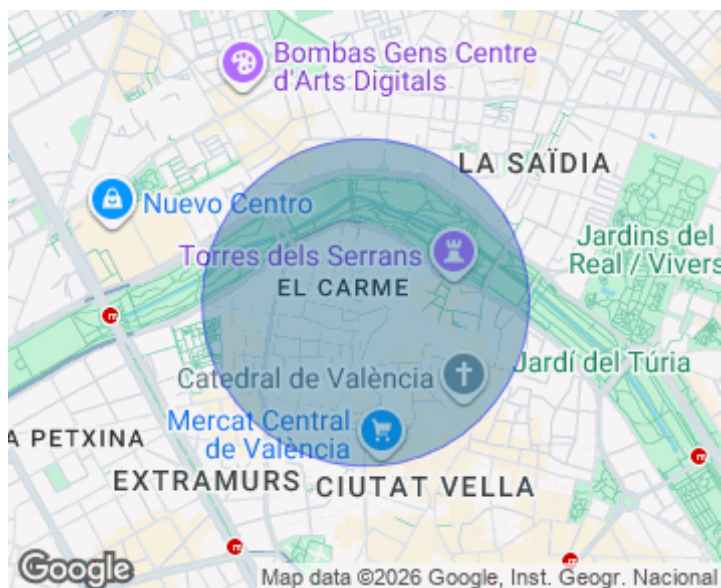 Bombas Gens Centre
d'Arts Digitals
LA SAÏDIA
Nuevo Centro
Jardins del
Real / Vivers
Torres dels Serrans
EL CARME
Jardí del Túria
Catedral de València
Mercat Central
de València
A PETXINA
EXTRAMURS
CIUTAT VELLA
Google
Map data ©2026 Google, Inst. Geogr. Nacional